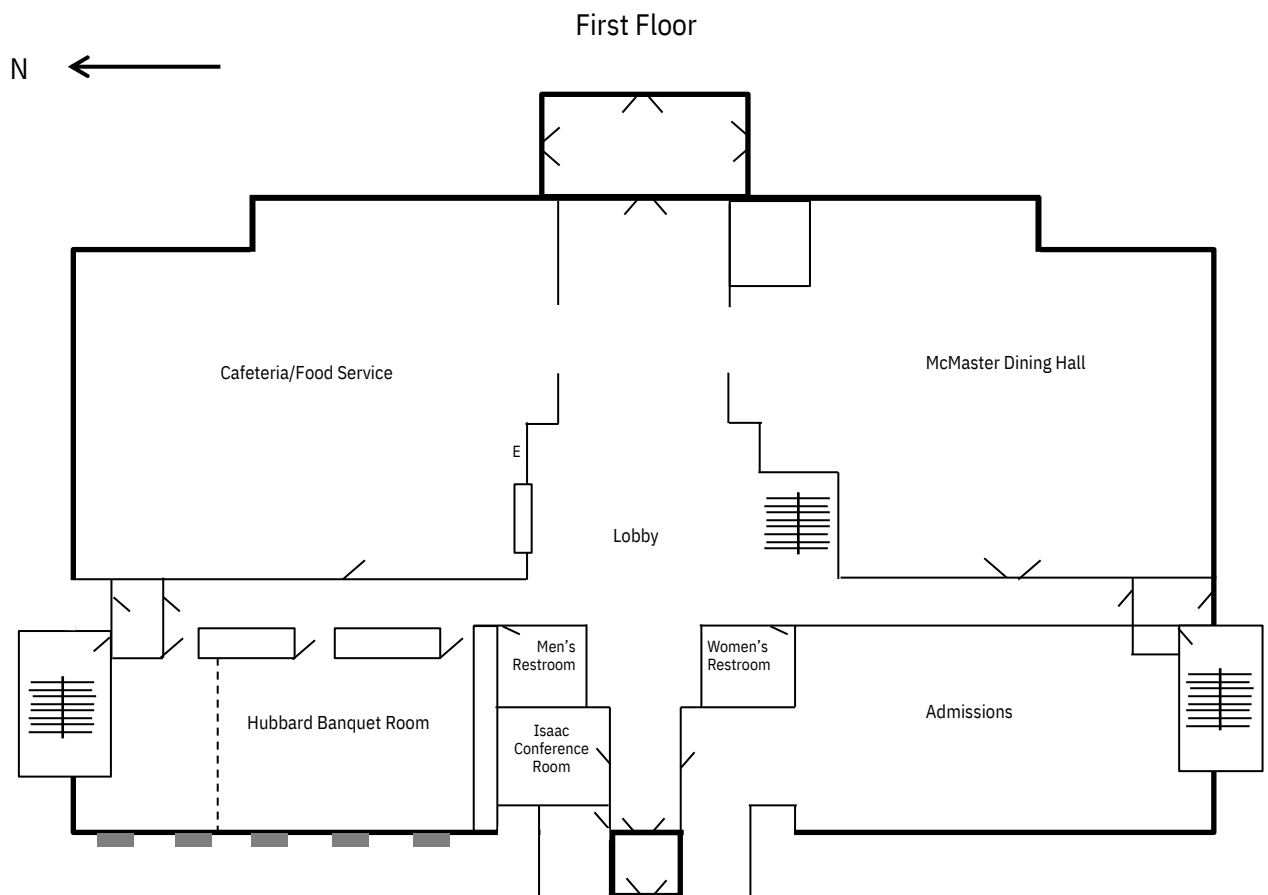 First Floor
N
Cafeteria/Food Service
McMaster Dining Hall
E
Lobby
Men's
Restroom
Women's
Restroom
Hubbard Banquet Room
Isaac
Conference
Room
Admissions